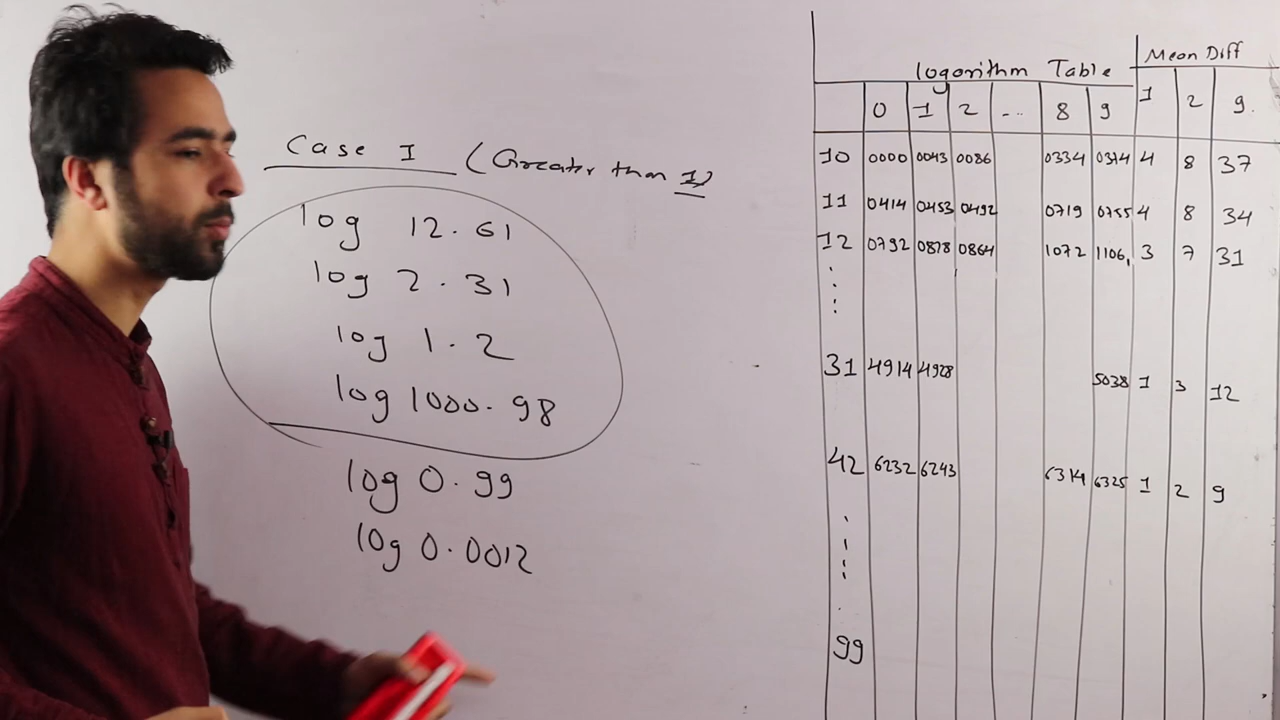 Case I (Greater than 1)
log 12.61
log 2.31
log 1.2
log 1000.98
log 0.99
log 0.0012
logorithm Table Mean Diff
0 1 2 ... 8 9 1 2 9.
10 0000 0043 0086 0334 0374 4 8 37
11 0414 0453 0492 0719 0755 4 8 34
12 0792 0828 0864 1072 1106, 3 7 31
31 4914 4928 5038 1 3 12
42 6232 6243 6314 6325 1 2 9
99